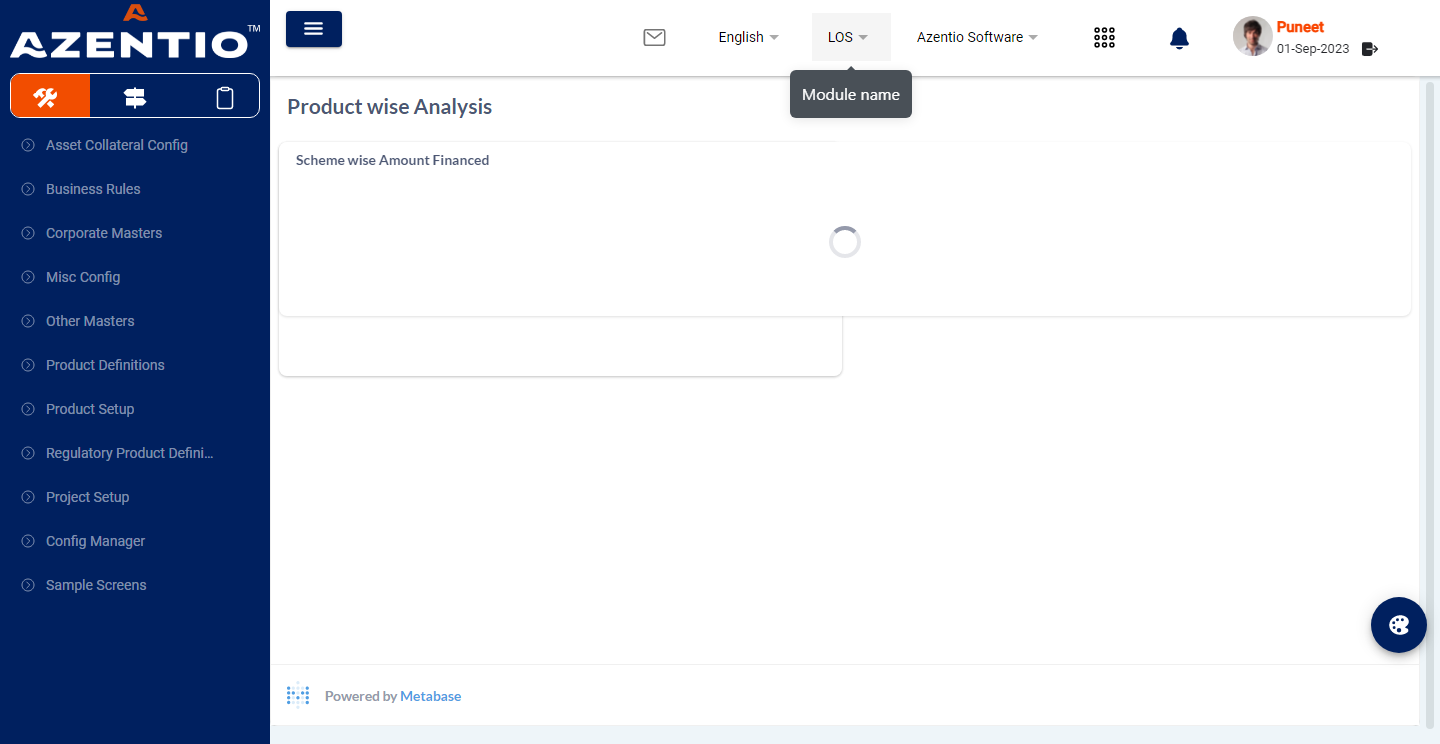 AZENTIO™
English
LOS
Azentio Software
Puneet
01-Sep-2023
Module name
Asset Collateral Config
Business Rules
Corporate Masters
Misc Config
Other Masters
Product Definitions
Product Setup
Regulatory Product Defini...
Project Setup
Config Manager
Sample Screens
Product wise Analysis
Scheme wise Amount Financed
Powered by Metabase